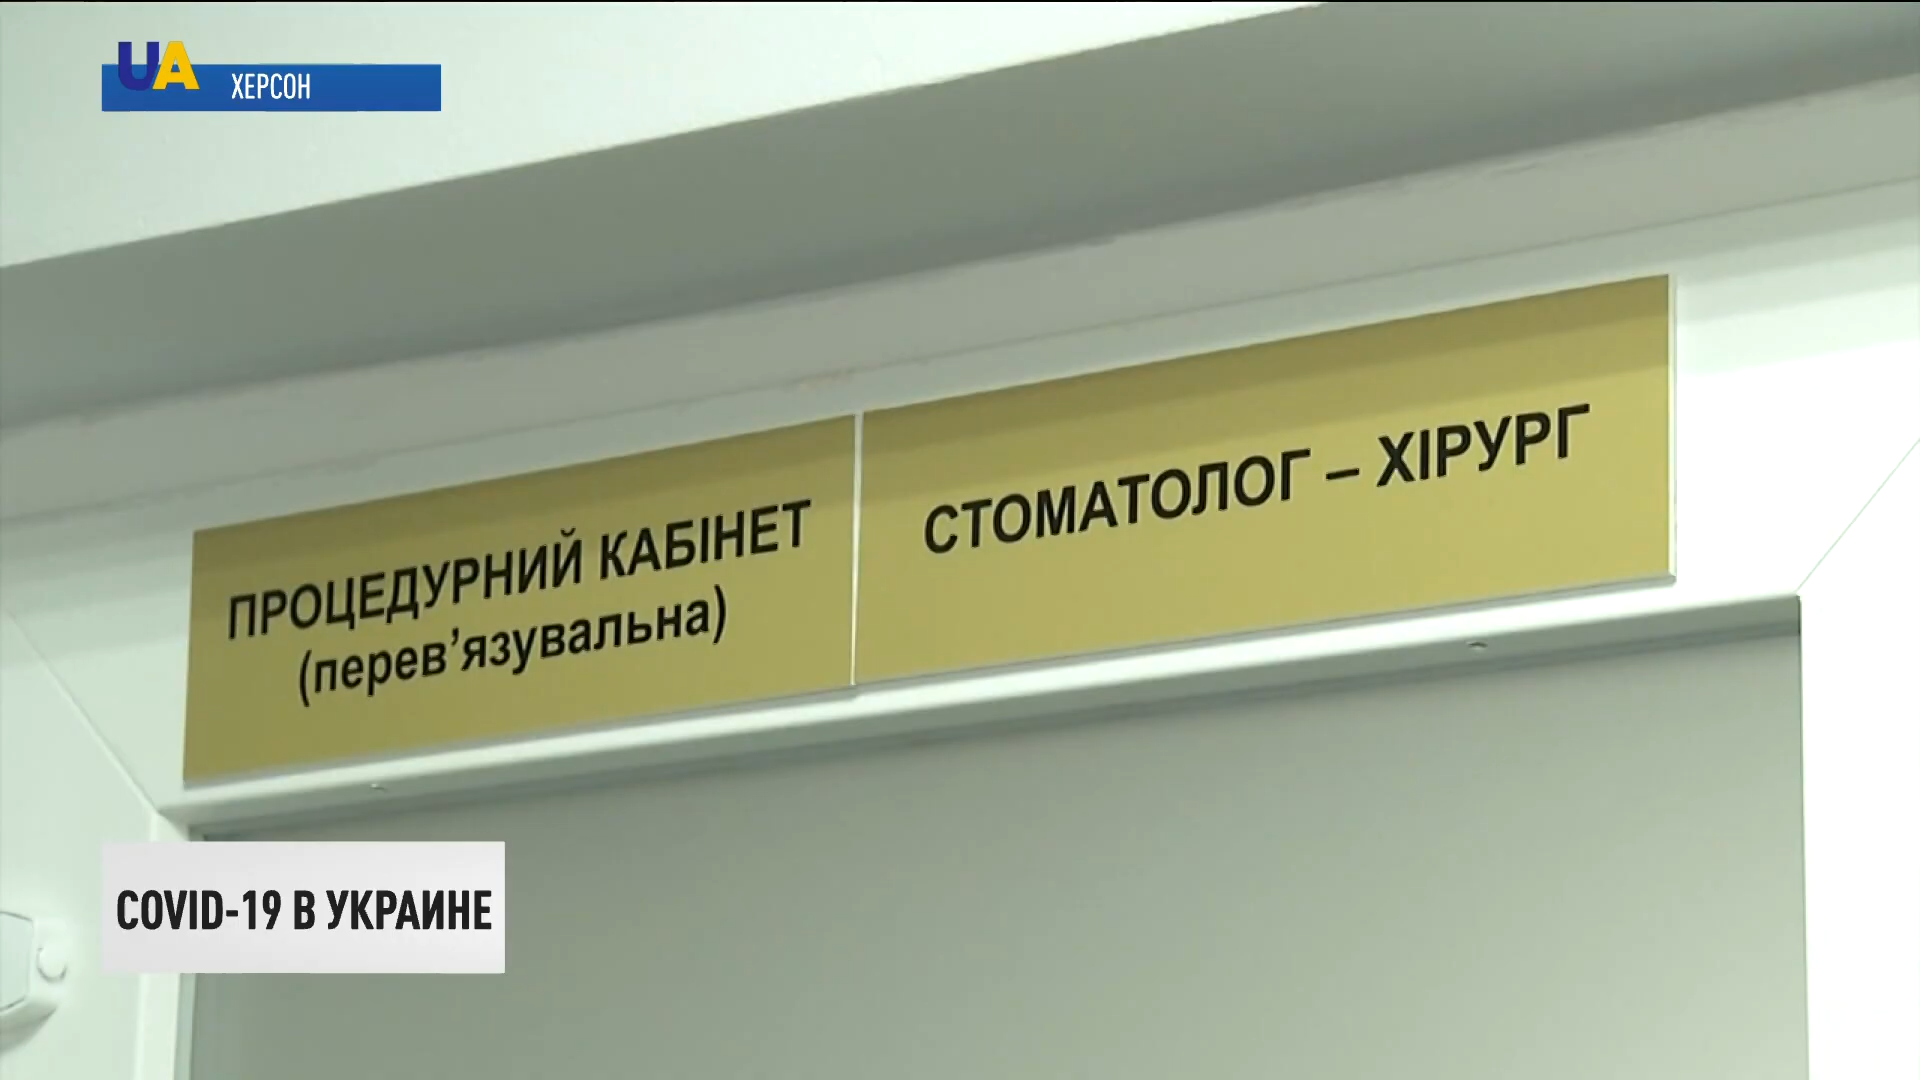 UA
ХЕРСОН
ПРОЦЕДУРНИЙ КАБІНЕТ
(перев’язувальна)
СТОМАТОЛОГ – ХІРУРГ
COVID-19 В УКРАИНЕ